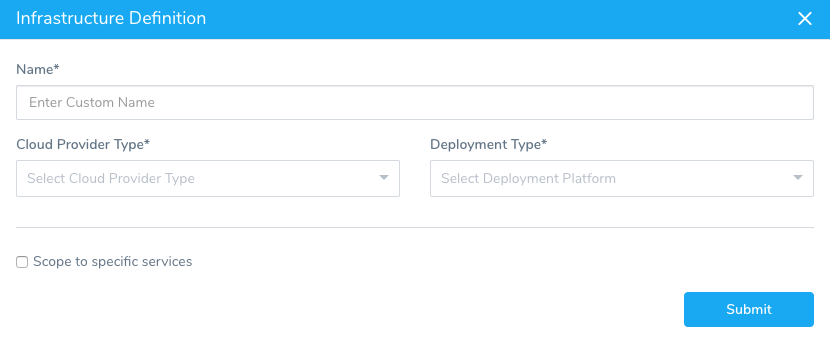 Infrastructure Definition
Name*
Enter Custom Name
Cloud Provider Type* Deployment Type*
Select Cloud Provider Type Select Deployment Platform
Scope to specific services
Submit